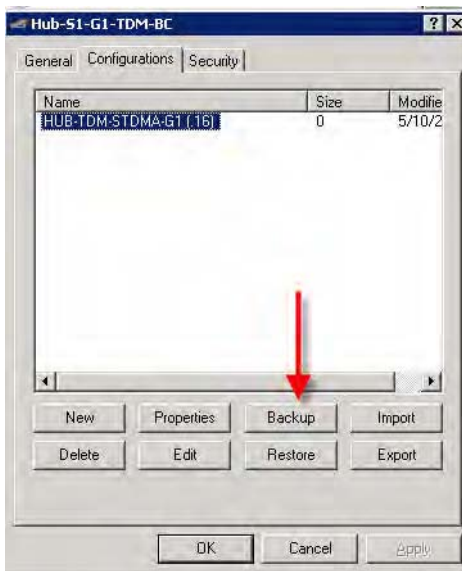 Hub-S1-G1-TDM-BC
General Configurations Security
Name Size Modifie
HUB-TDM-STDMA-G1 (.16) 0 5/10/2
New Properties Backup Import
Delete Edit Restore Export
OK Cancel Apply